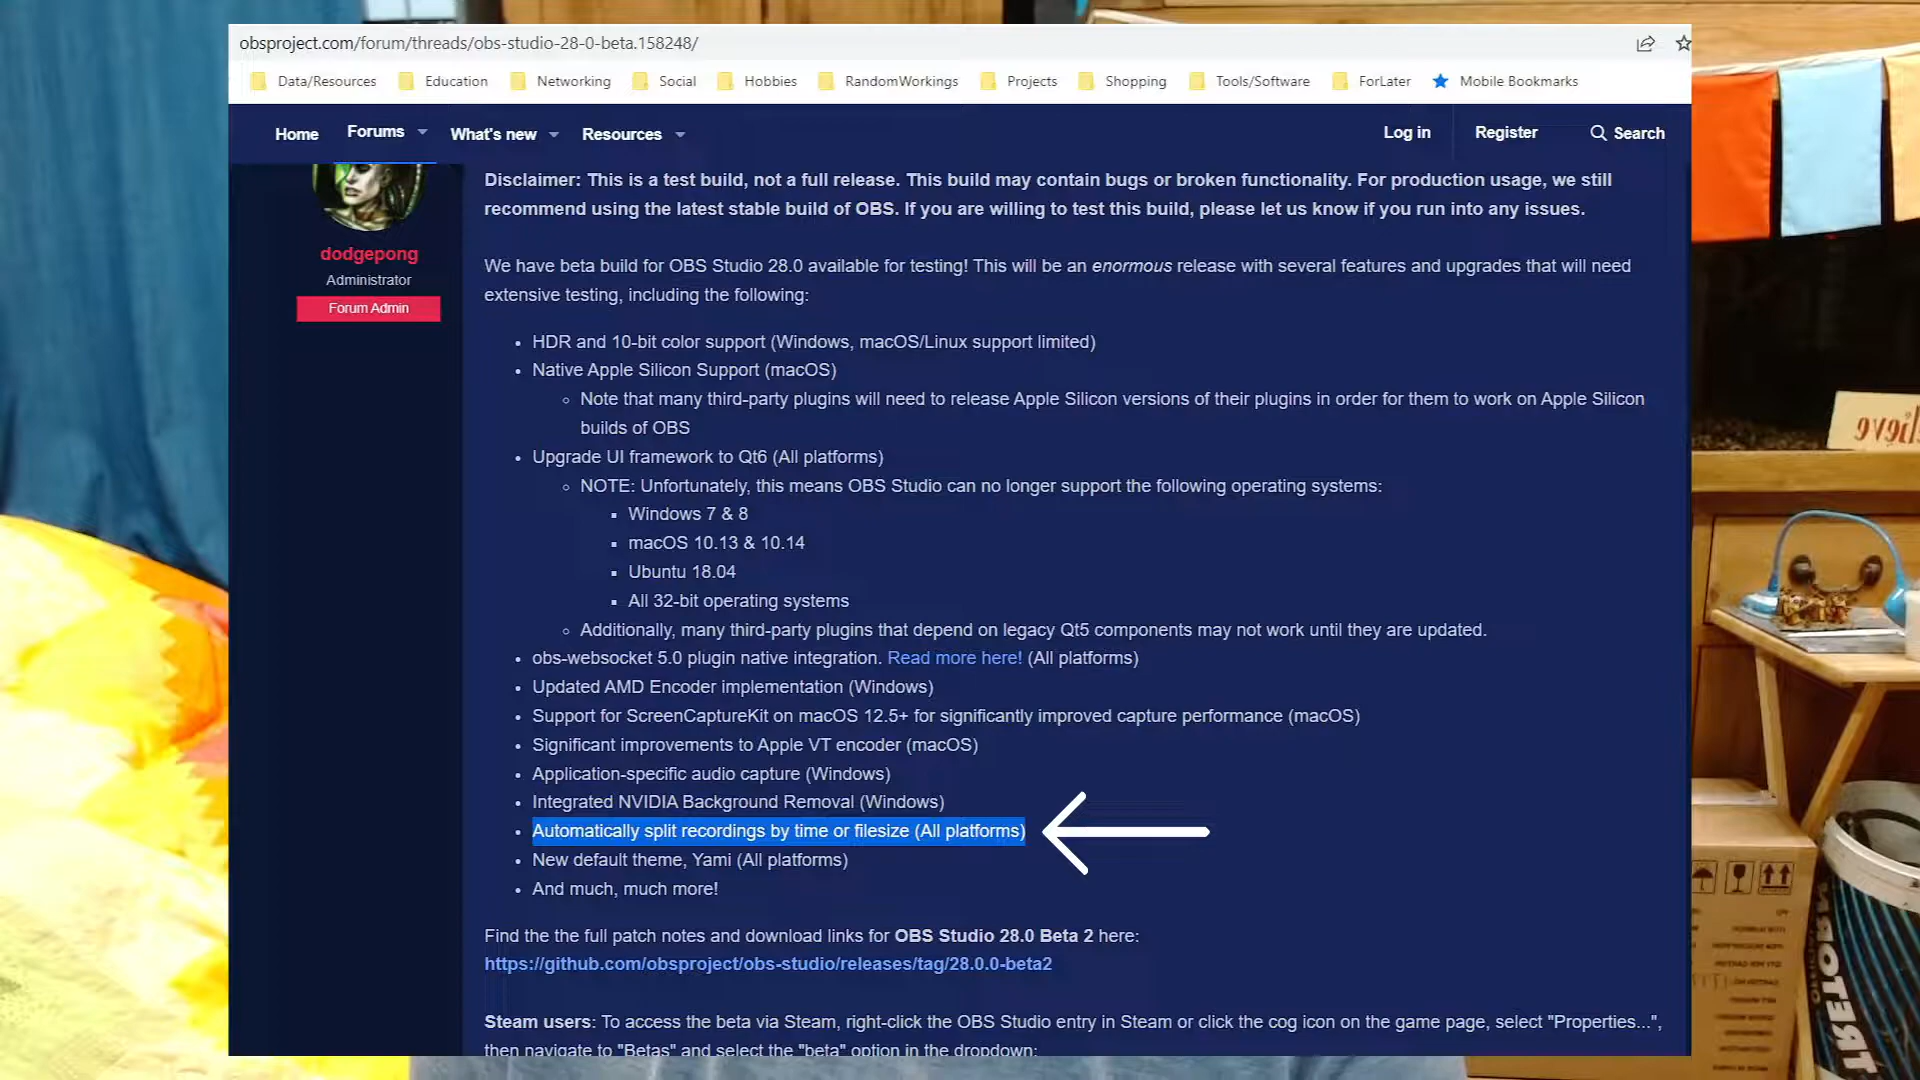 obsproject.com/forum/threads/obs-studio-28-0-beta.158248/
Data/Resources Education Networking Social Hobbies RandomWorkings Projects Shopping Tools/Software ForLater Mobile Bookmarks
Home Forums What's new Resources Log in Register Search
dodgepong
Administrator
Forum Admin
Disclaimer: This is a test build, not a full release. This build may contain bugs or broken functionality. For production usage, we still
recommend using the latest stable build of OBS. If you are willing to test this build, please let us know if you run into any issues.
We have beta build for OBS Studio 28.0 available for testing! This will be an enormous release with several features and upgrades that will need
extensive testing, including the following:
HDR and 10-bit color support (Windows, macOS/Linux support limited)
Native Apple Silicon Support (macOS)
Note that many third-party plugins will need to release Apple Silicon versions of their plugins in order for them to work on Apple Silicon
builds of OBS
Upgrade UI framework to Qt6 (All platforms)
NOTE: Unfortunately, this means OBS Studio can no longer support the following operating systems:
Windows 7 & 8
macOS 10.13 & 10.14
Ubuntu 18.04
All 32-bit operating systems
Additionally, many third-party plugins that depend on legacy Qt5 components may not work until they are updated.
obs-websocket 5.0 plugin native integration. Read more here! (All platforms)
Updated AMD Encoder implementation (Windows)
Support for ScreenCaptureKit on macOS 12.5+ for significantly improved capture performance (macOS)
Significant improvements to Apple VT encoder (macOS)
Application-specific audio capture (Windows)
Integrated NVIDIA Background Removal (Windows)
Automatically split recordings by time or filesize (All platforms)
New default theme, Yami (All platforms)
And much, much more!
Find the the full patch notes and download links for OBS Studio 28.0 Beta 2 here:
https://github.com/obsproject/obs-studio/releases/tag/28.0.0-beta2
Steam users: To access the beta via Steam, right-click the OBS Studio entry in Steam or click the cog icon on the game page, select "Properties...",
then navigate to "Betas" and select the "beta" option in the dropdown: